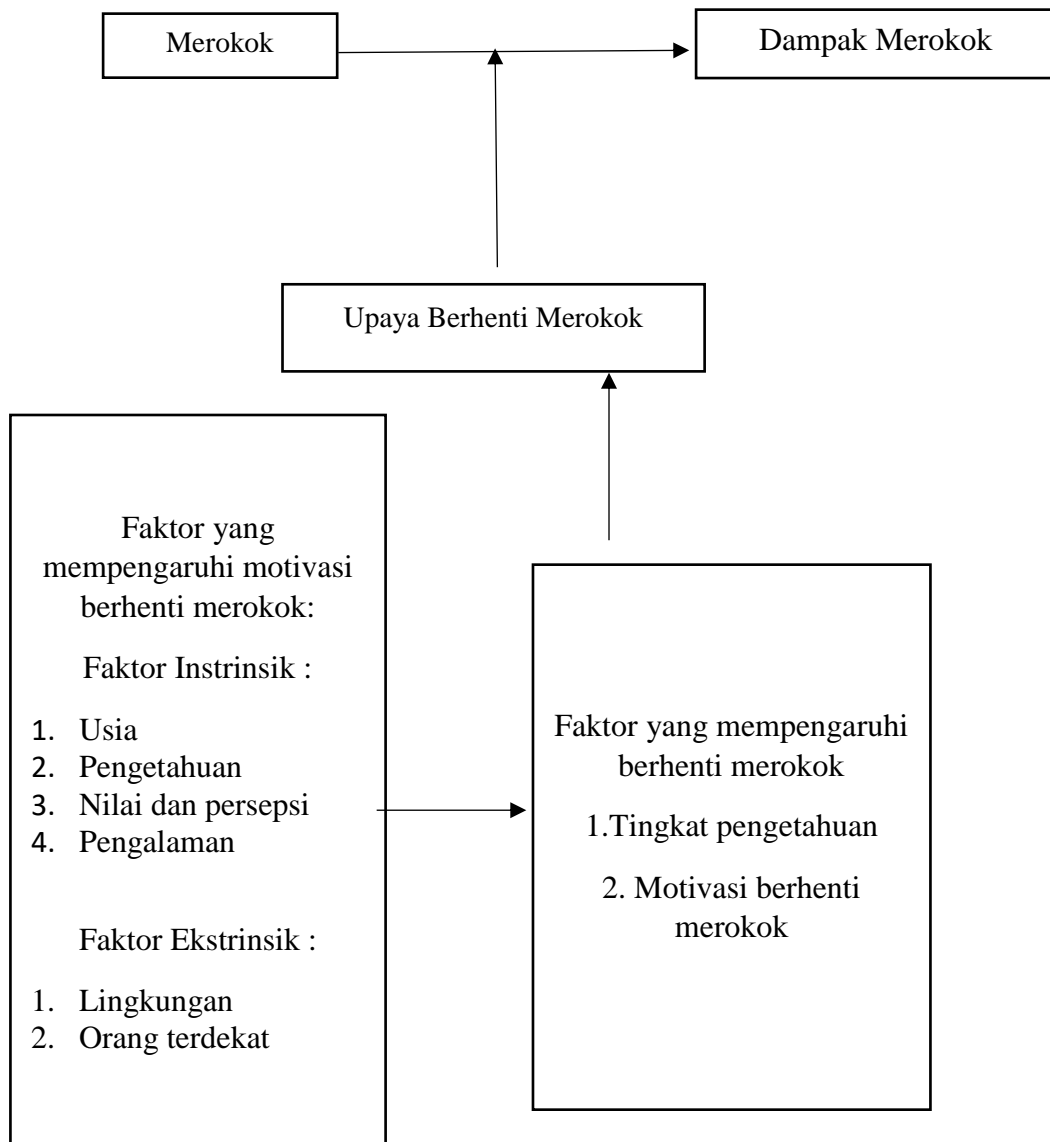 Merokok
Dampak Merokok
Upaya Berhenti Merokok
Faktor yang
mempengaruhi motivasi
berhenti merokok:
Faktor Instrinsik :
1. Usia
2. Pengetahuan
3. Nilai dan persepsi
4. Pengalaman
Faktor Ekstrinsik :
1. Lingkungan
2. Orang terdekat
Faktor yang mempengaruhi
berhenti merokok
1.Tingkat pengetahuan
2. Motivasi berhenti
merokok